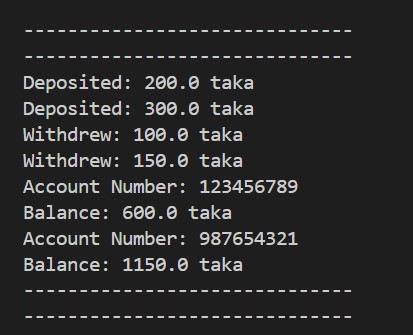 ------------------------------
------------------------------
Deposited: 200.0 taka
Deposited: 300.0 taka
Withdrew: 100.0 taka
Withdrew: 150.0 taka
Account Number: 123456789
Balance: 600.0 taka
Account Number: 987654321
Balance: 1150.0 taka
------------------------------
------------------------------